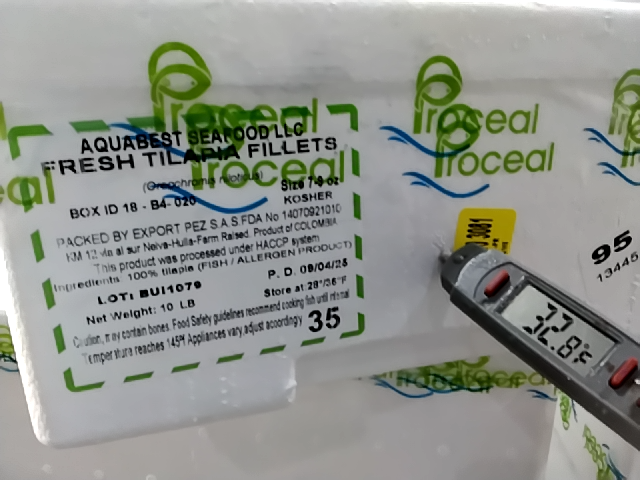 Proceal
Proceal
Proceal
Proceal
AQUABEST SEAFOOD LLC
FRESH TILAPIA FILLETS
(Oreochromis niloticus)
Size 7-9 oz
BOX ID 18 - B4- 020
KOSHER
PACKED BY EXPORT PEZ S.A.S.FDA No 14070921010
KM 12 via al sur Neiva-Huila-Farm Raised. Product of COLOMBIA
This product was processed under HACCP system
Ingredients: 100% tilapia (FISH / ALLERGEN PRODUCT)
LOT: BUI1079
P. D. 09/04/25
Net Weight: 10 LB
Store at 28°/36°F
Caution, may contain bones. Food Safety guidelines recommend cooking fish until internal
Temperature reaches 145ºf Appliances vary, adjust accordingly
35
3081
95
13445
32.8°F
Proceal